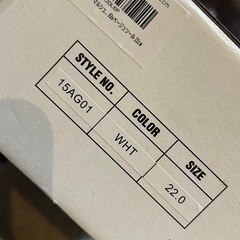 STYLE NO. COLOR SIZE
15AG01 WHT 22.0